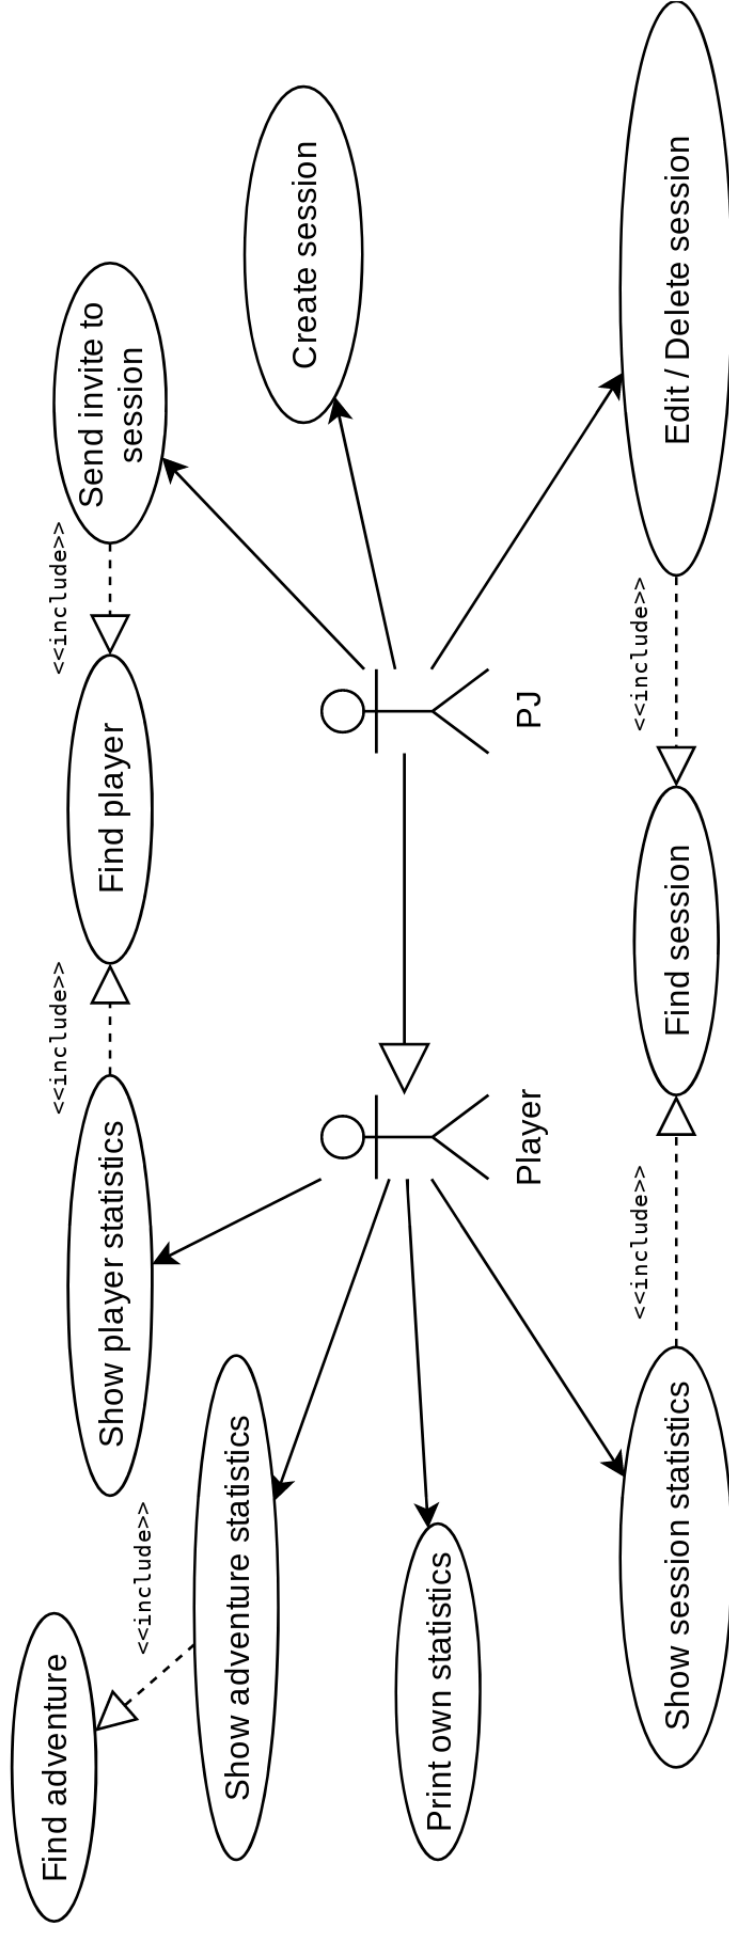 Find adventure
<<include>>
Show player statistics
<<include>>
Find player
<<include>>
Send invite to
session
Show adventure statistics
Create session
Print own statistics
Player
PJ
Show session statistics
<<include>>
Find session
<<include>>
Edit / Delete session